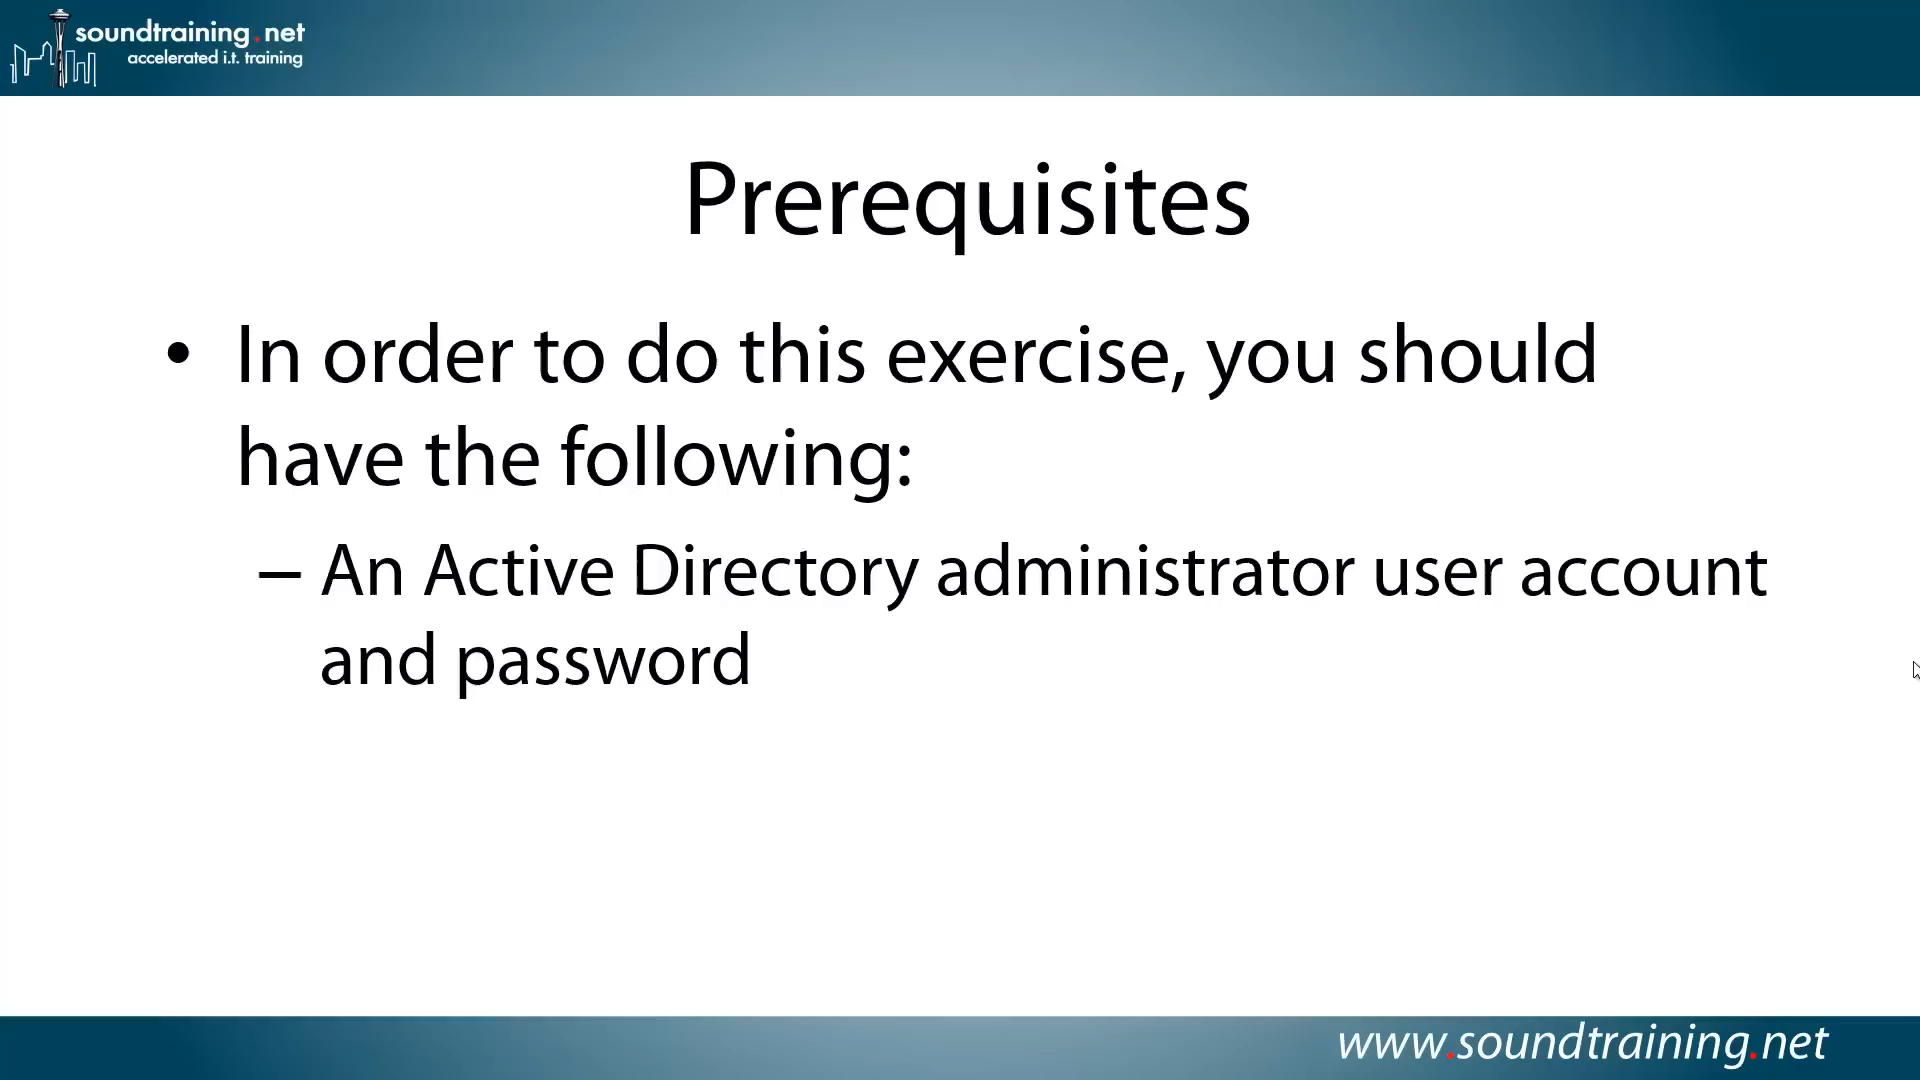 soundtraining.net
accelerated i.t. training
Prerequisites
• In order to do this exercise, you should
have the following:
– An Active Directory administrator user account
and password
www.soundtraining.net